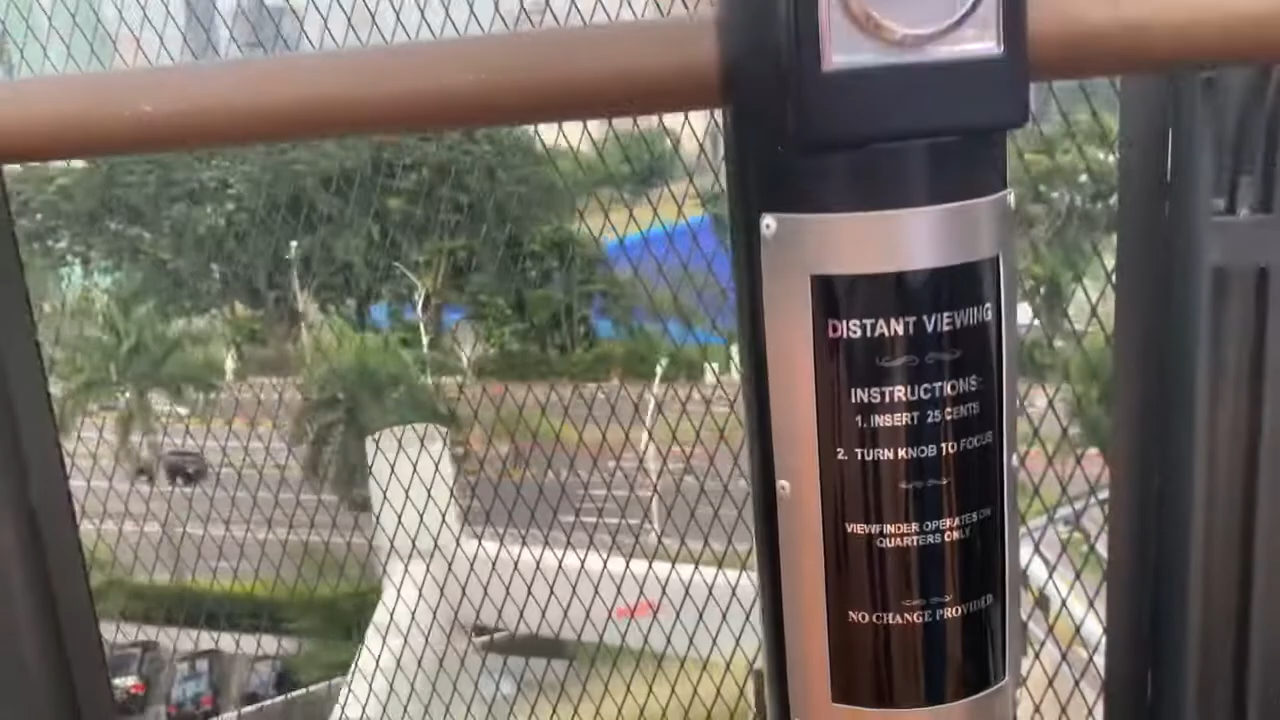 DISTANT VIEWING
INSTRUCTIONS:
1. INSERT 25 CENTS
2. TURN KNOB TO FOCUS
VIEWFINDER OPERATES ON
QUARTERS ONLY
NO CHANGE PROVIDED